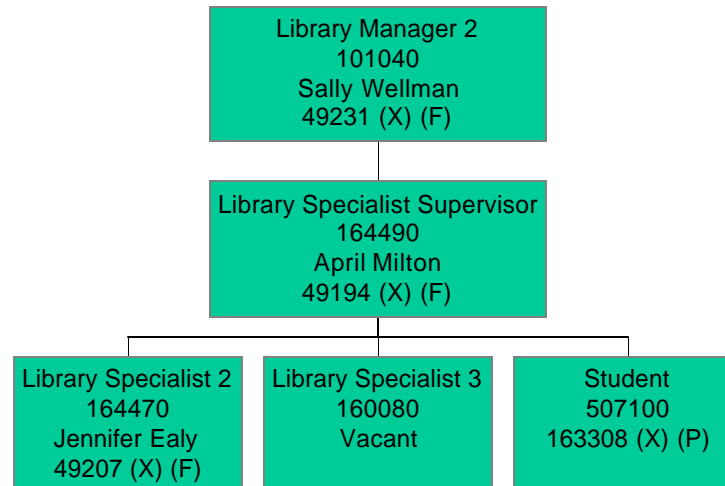 Library Manager 2
101040
Sally Wellman
49231 (X) (F)
Library Specialist Supervisor
164490
April Milton
49194 (X) (F)
Library Specialist 2
164470
Jennifer Ealy
49207 (X) (F)
Library Specialist 3
160080
Vacant
Student
507100
163308 (X) (P)